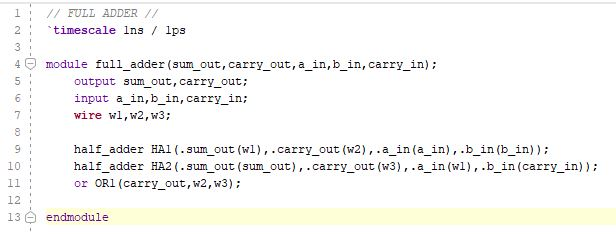 1 // FULL ADDER //
2 `timescale 1ns / 1ps
3
4 module full_adder(sum_out,carry_out,a_in,b_in,carry_in);
5 output sum_out,carry_out;
6 input a_in,b_in,carry_in;
7 wire w1,w2,w3;
8
9 half_adder HA1(.sum_out(w1),.carry_out(w2),.a_in(a_in),.b_in(b_in));
10 half_adder HA2(.sum_out(sum_out),.carry_out(w3),.a_in(w1),.b_in(carry_in));
11 or OR1(carry_out,w2,w3);
12
13 endmodule